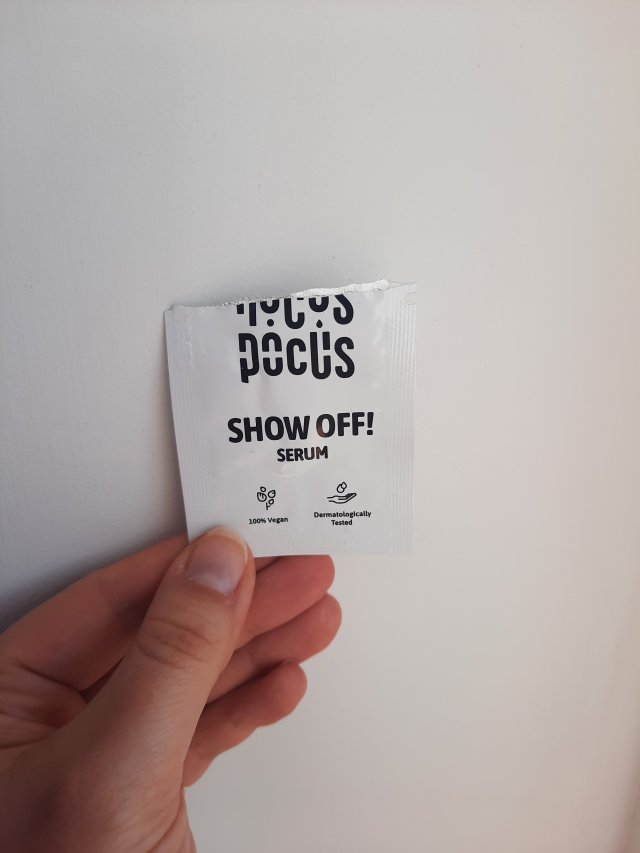 HOCUS
POCUS
SHOW OFF!
SERUM
100% Vegan
Dermatologically
Tested